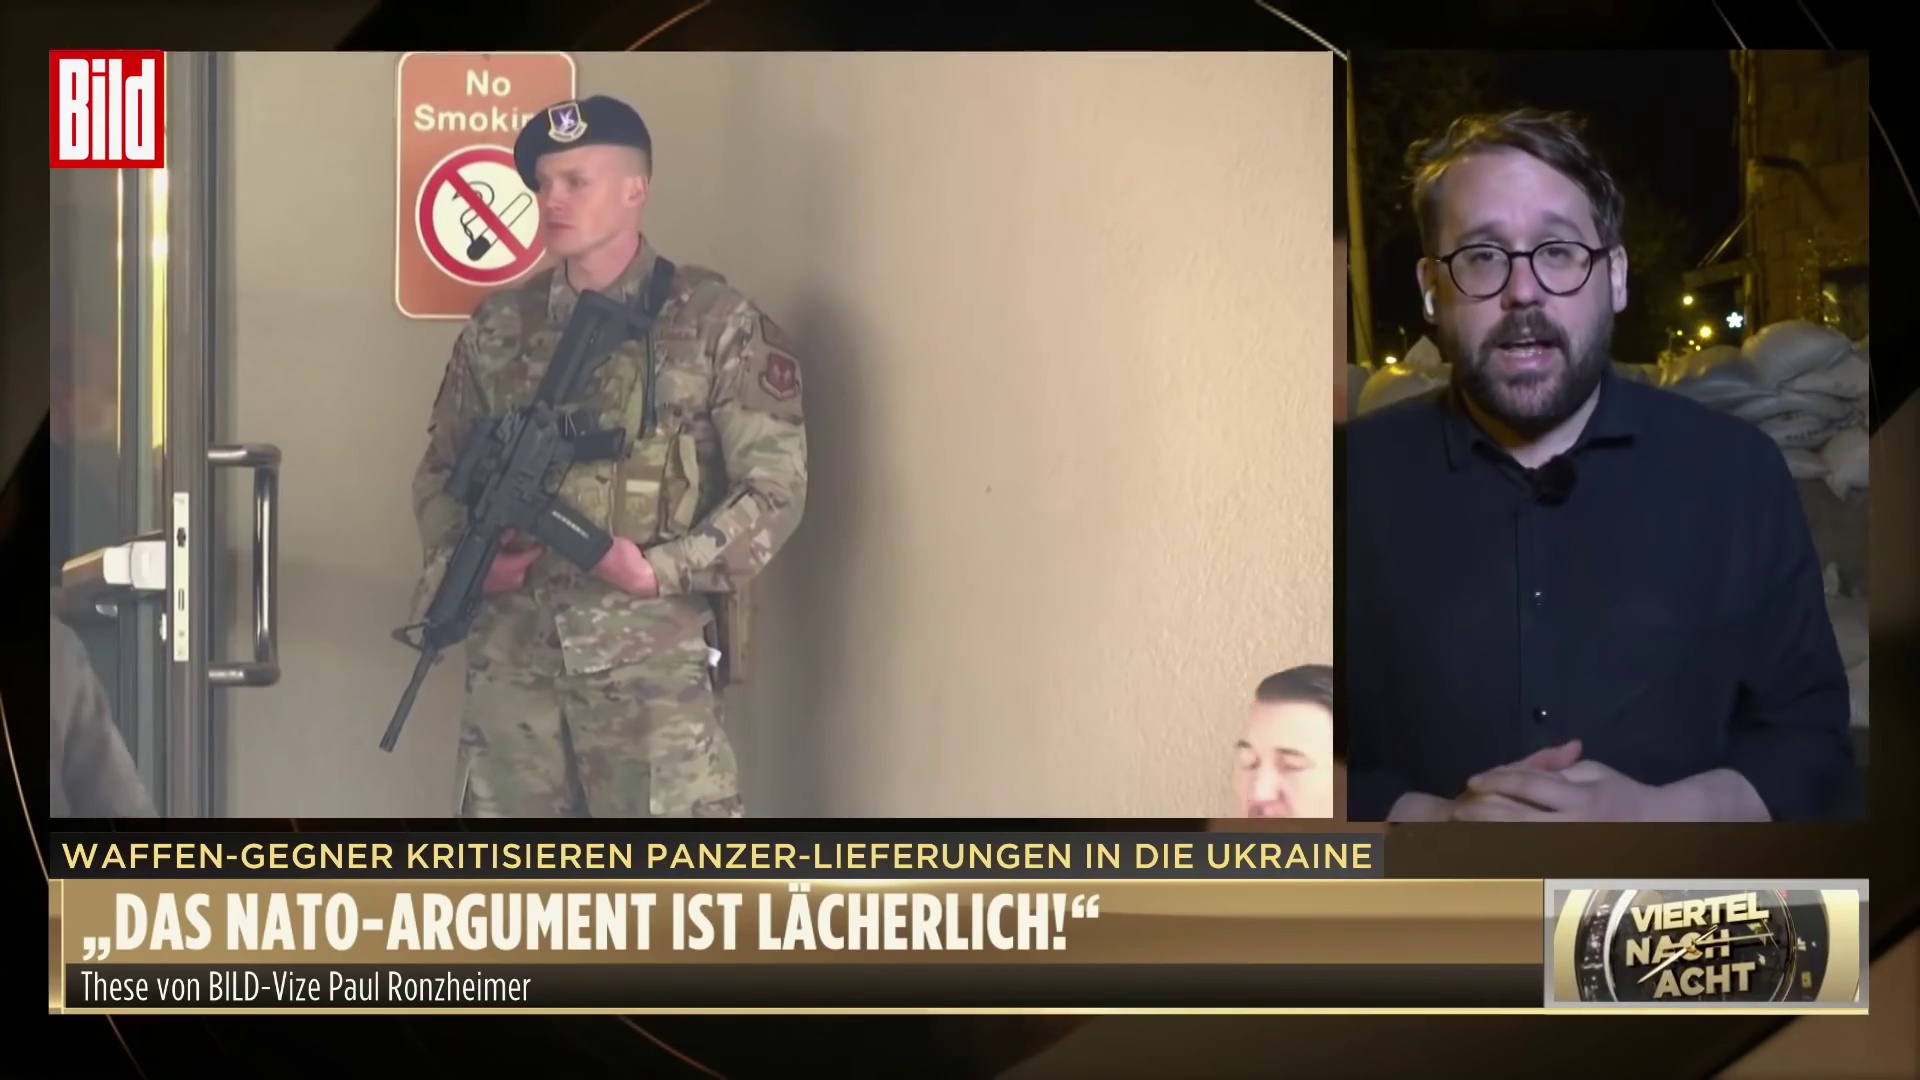 Bild
No
Smokin
WAFFEN-GEGNER KRITISIEREN PANZER-LIEFERUNGEN IN DIE UKRAINE
„DAS NATO-ARGUMENT IST LÄCHERLICH!“
These von BILD-Vize Paul Ronzheimer
VIERTEL
NACH
ACHT